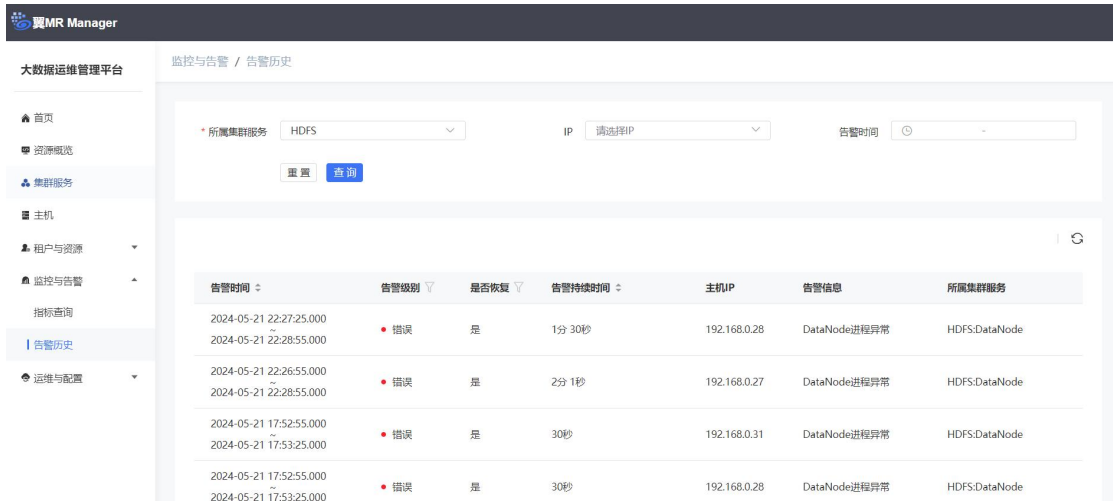 翼MR Manager
大数据运维管理平台
监控与告警 / 告警历史
首页
资源概览
集群服务
主机
租户与资源
监控与告警
指标查询
告警历史
运维与配置
* 所属集群服务 HDFS IP 请选择IP 告警时间 -
重置 查询
告警时间 告警级别 是否恢复 告警持续时间 主机IP 告警信息 所属集群服务
2024-05-21 22:27:25.000
~
2024-05-21 22:28:55.000
错误 是 1分 30秒 192.168.0.28 DataNode进程异常 HDFS:DataNode
2024-05-21 22:26:55.000
~
2024-05-21 22:28:55.000
错误 是 2分 1秒 192.168.0.27 DataNode进程异常 HDFS:DataNode
2024-05-21 17:52:55.000
~
2024-05-21 17:53:25.000
错误 是 30秒 192.168.0.31 DataNode进程异常 HDFS:DataNode
2024-05-21 17:52:55.000
~
2024-05-21 17:53:25.000
错误 是 30秒 192.168.0.28 DataNode进程异常 HDFS:DataNode